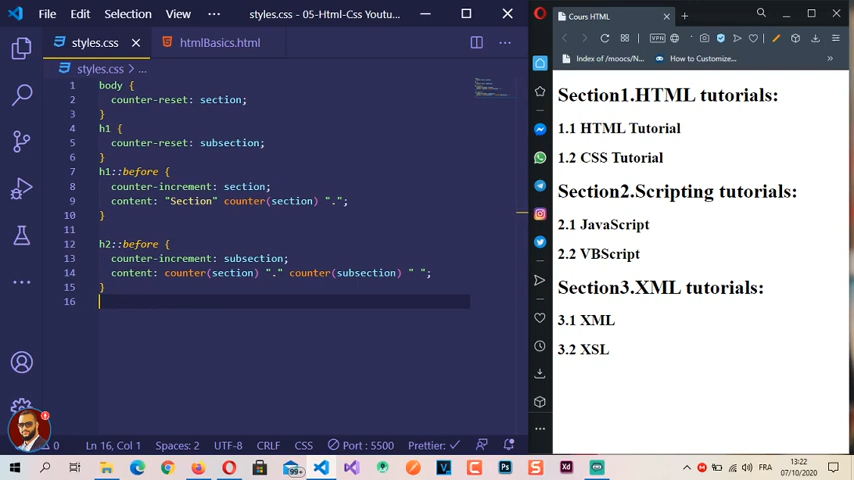 File Edit Selection View ··· styles.css - 05-Html-Css Youtu...
styles.css htmlBasics.net
styles.css > ...
1 body {
2 counter-reset: section;
3 }
4 h1 {
5 counter-reset: subsection;
6 }
7 h1::before {
8 counter-increment: section;
9 content: "Section" counter(section) ".";
10 }
11
12 h2::before {
13 counter-increment: subsection;
14 content: counter(section) "." counter(subsection) " ";
15 }
16
0 Ln 16, Col 1 Spaces: 2 UTF-8 CRLF CSS Port : 5500 Prettier: ✓
Cours HTML
VPN
Index of /moocs/N... How to Customize...
Section1.HTML tutorials:
1.1 HTML Tutorial
1.2 CSS Tutorial
Section2.Scripting tutorials:
2.1 JavaScript
2.2 VBScript
Section3.XML tutorials:
3.1 XML
3.2 XSL
99+ Ps S Xd FRA 13:22
07/10/2020